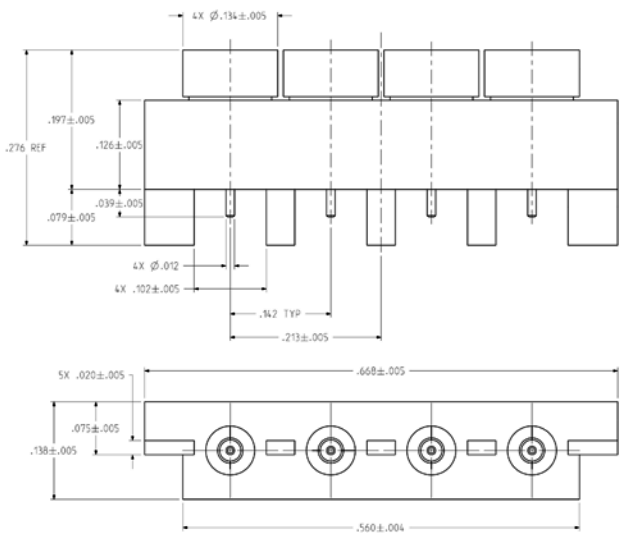 4X Ø.134±.005
.197±.005
.126±.005
.276 REF
.039±.005
.079±.005
4X Ø.012
4X .102±.005
.142 TYP
.213±.005
5X .020±.005
.668±.005
.075±.005
.138±.005
.560±.004